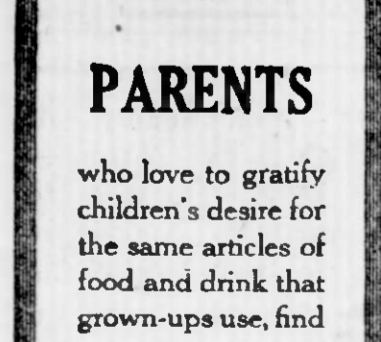 PARENTS
who love to gratify
children's desire for
the same articles of
food and drink that
grown-ups use, find